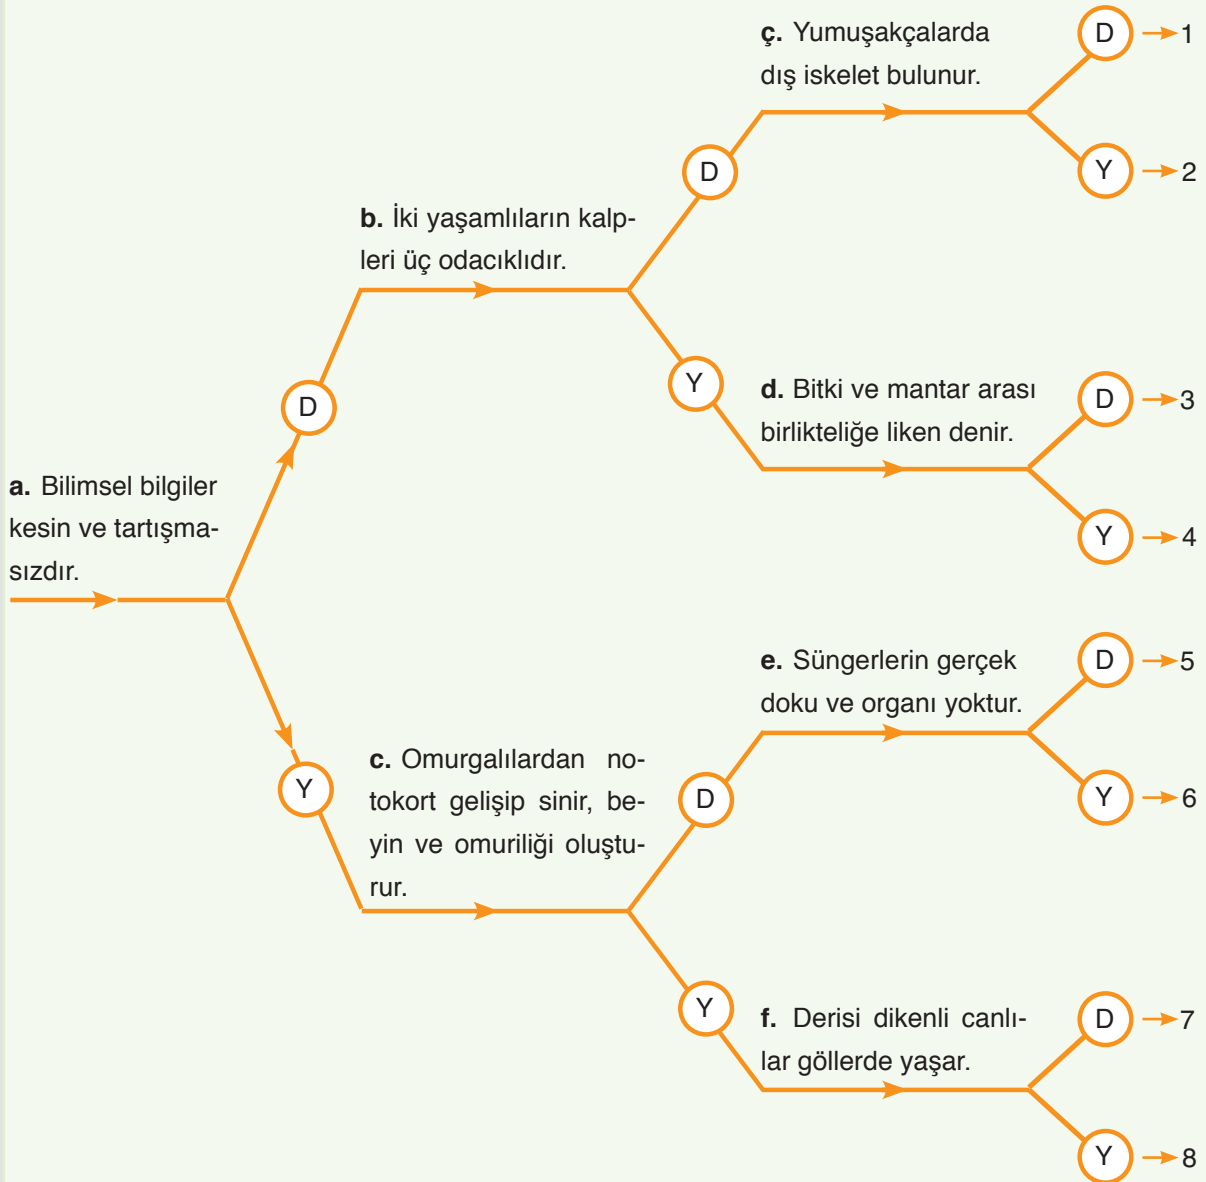 a. Bilimsel bilgiler
kesin ve tartışma-
sızdır.
D
Y
b. İki yaşamlıların kalp-
leri üç odacıklıdır.
D
Y
c. Omurgalılardan no-
tokort gelişip sinir, be-
yin ve omuriliği oluştu-
rur.
D
Y
ç. Yumuşakçalarda
dış iskelet bulunur.
D 1
Y 2
d. Bitki ve mantar arası
birlikteliğe liken denir.
D 3
Y 4
e. Süngerlerin gerçek
doku ve organı yoktur.
D 5
Y 6
f. Derisi dikenli canlı-
lar göllerde yaşar.
D 7
Y 8